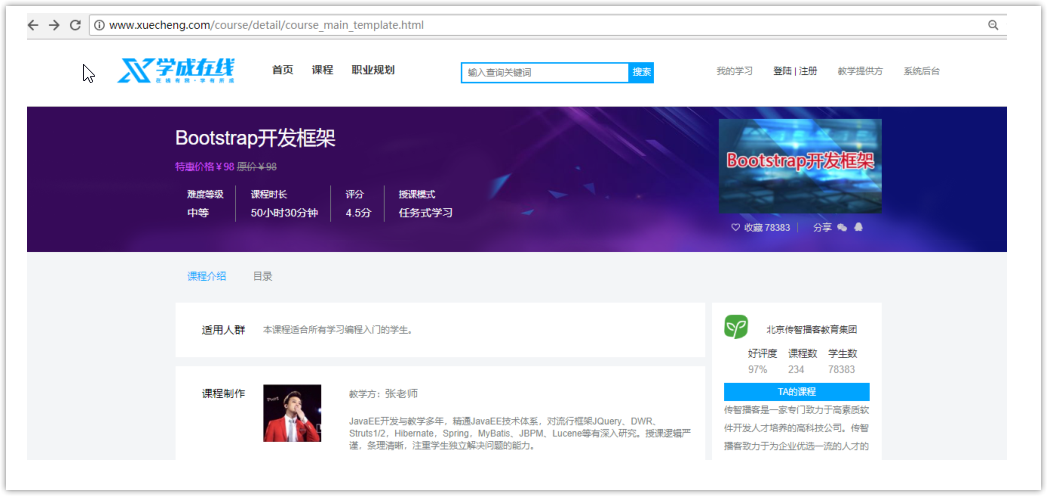 www.xuecheng.com/course/detail/course_main_template.html
学成在线
首页 课程 职业规划 输入查询关键词 搜索 我的学习 登陆 | 注册 教学提供方 系统后台
Bootstrap开发框架
特惠价格￥98 原价￥98
难度等级 课程时长 评分 授课模式
中等 50小时30分钟 4.5分 任务式学习
Bootstrap开发框架
收藏 78383 分享
课程介绍 目录
适用人群 本课程适合所有学习编程入门的学生。
课程制作 教学方：张老师
JavaEE开发与教学多年，精通JavaEE技术体系，对流行框架JQuery、DWR、
Struts1/2，Hibernate，Spring，MyBatis、JBPM、Lucene等有深入研究。授课逻辑严
谨，条理清晰，注重学生独立解决问题的能力。
北京传智播客教育集团
好评度 课程数 学生数
97% 234 78383
TA的课程
传智播客是一家专门致力于高素质软
件开发人才培养的高科技公司。传智
播客致力于为企业优选一流的人才的